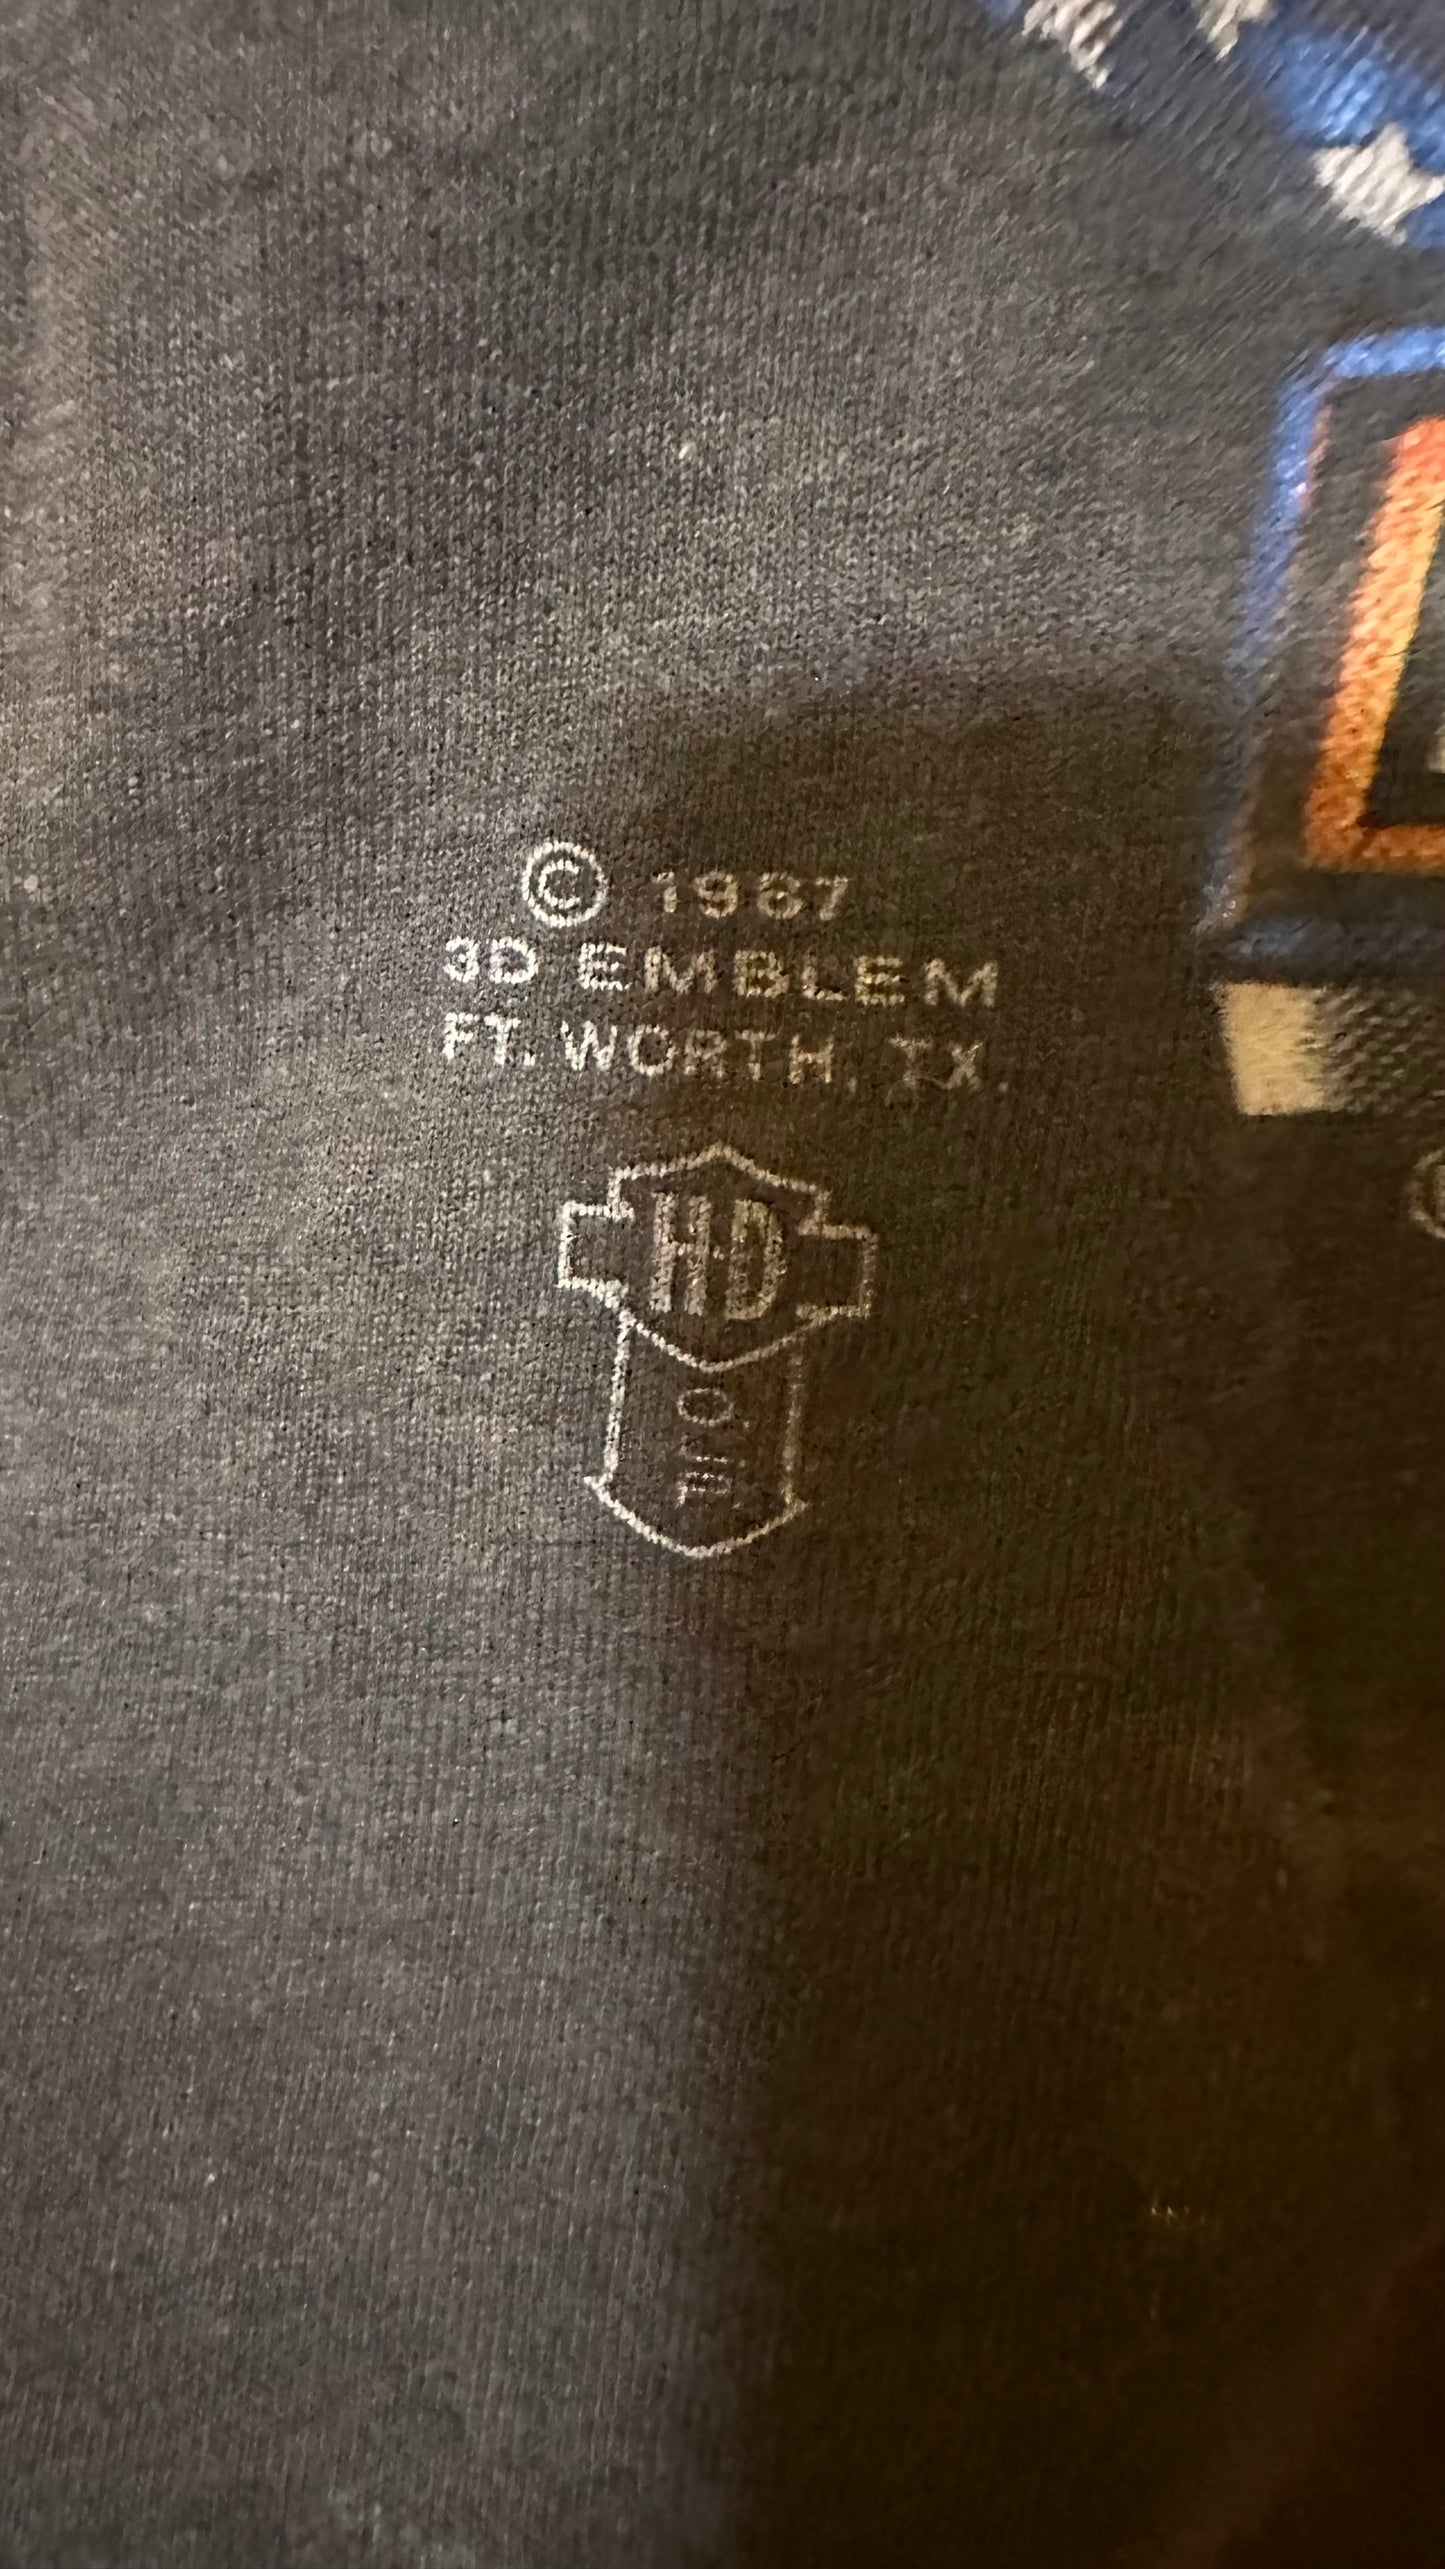 © 1987
3D EMBLEM
FT. WORTH, TX.
H-D